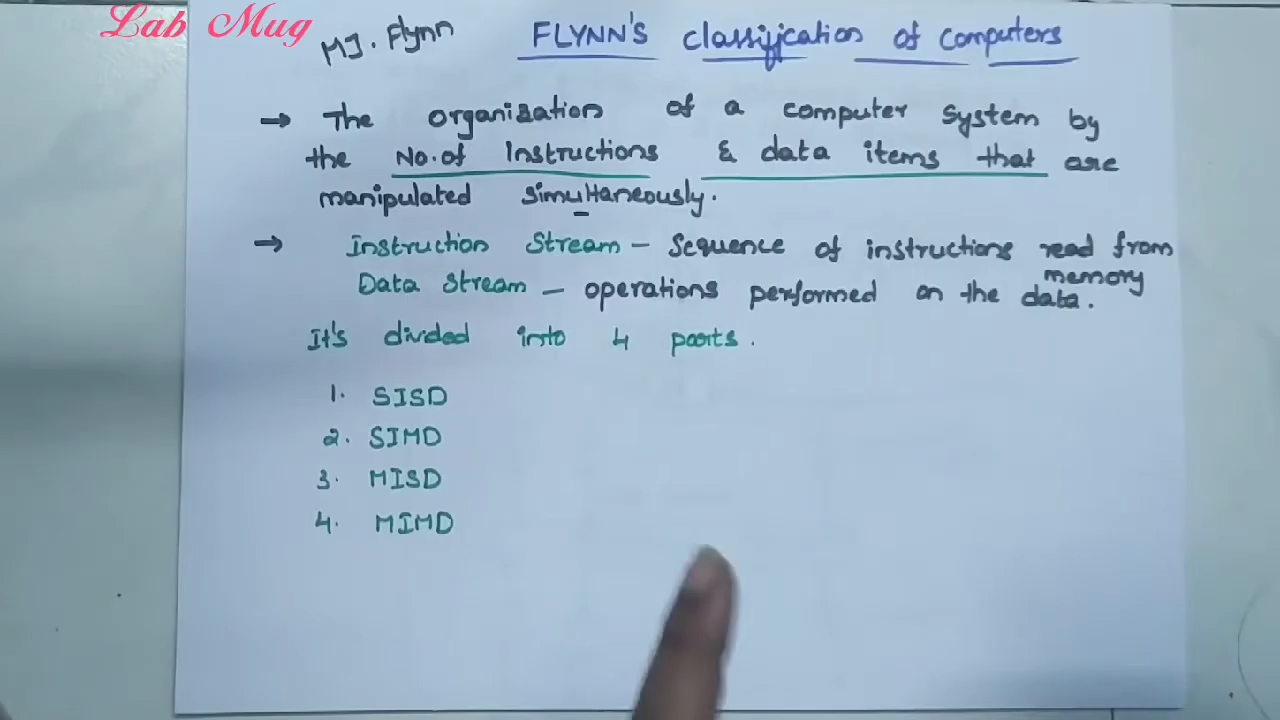 Lab Mug
MJ. Flynn FLYNN'S classification of computers
→ The organization of a computer system by
the No. of Instructions & data items that are
manipulated simultaneously.
→ Instruction Stream - Sequence of instructions read from
memory
Data Stream - operations performed on the data.
It's divided into 4 parts.
1. SISD
2. SIMD
3. MISD
4. MIMD